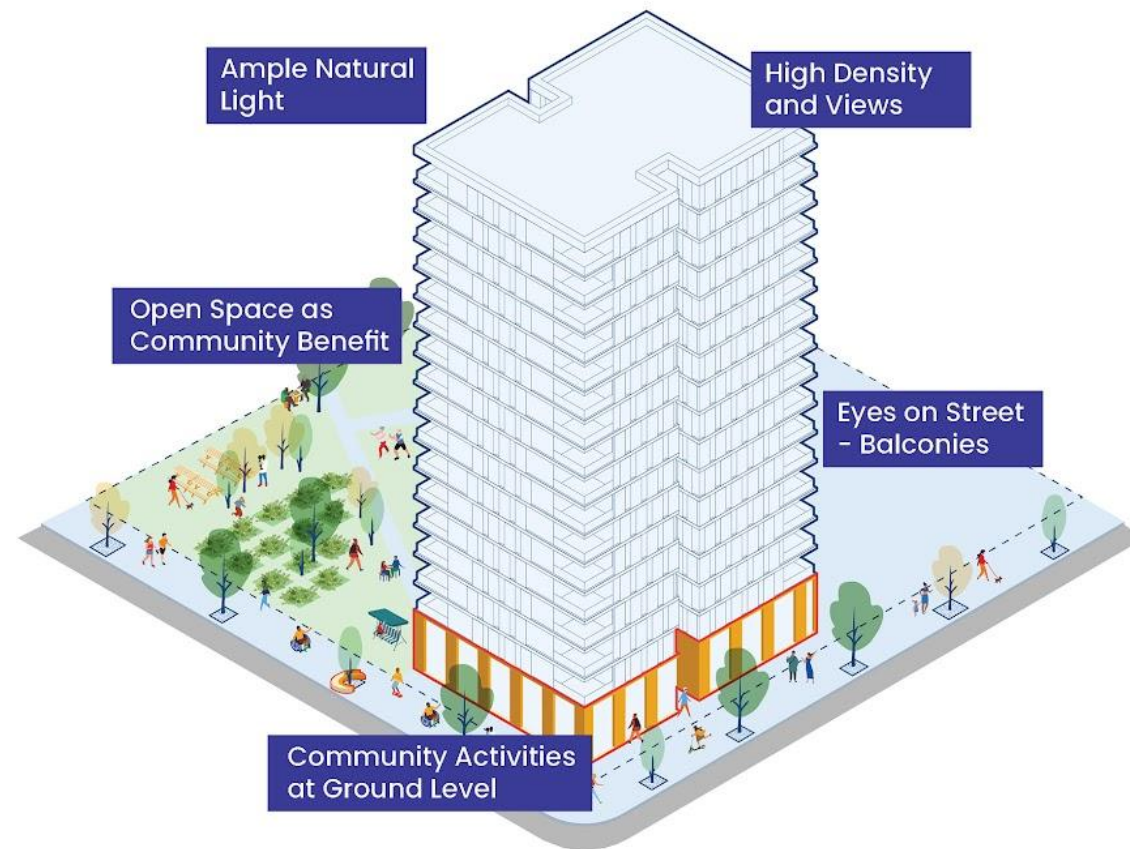 Ample Natural
Light
High Density
and Views
Open Space as
Community Benefit
Eyes on Street
- Balconies
Community Activities
at Ground Level